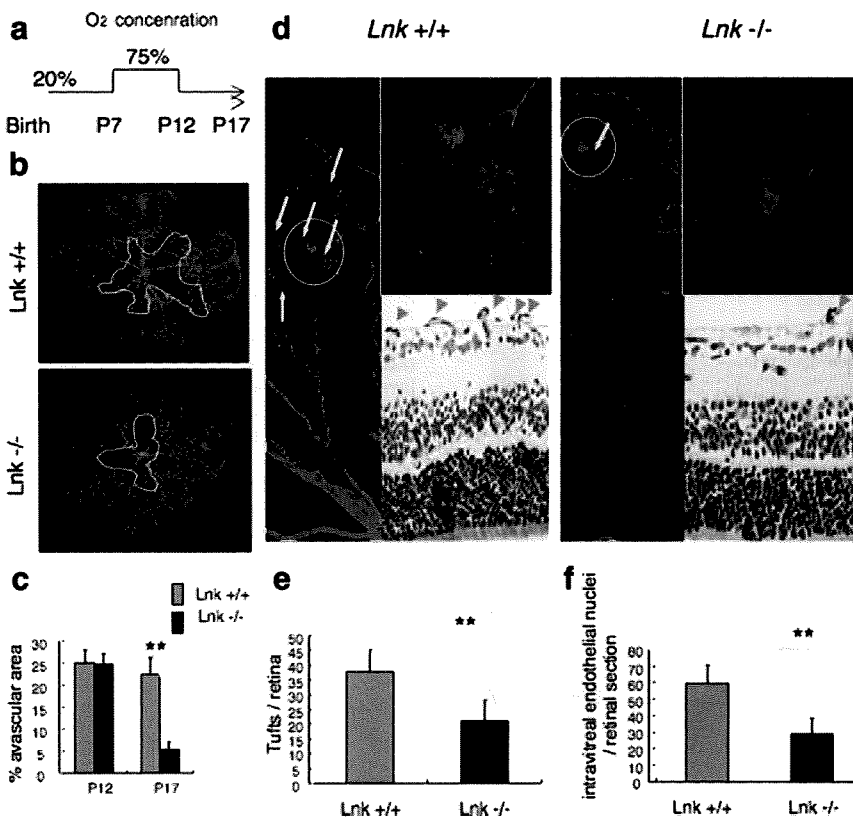 a
O₂ concenration
20%
75%
Birth
P7
P12
P17
b
Lnk +/+
Lnk -/-
c
Lnk +/+
Lnk -/-
% avascular area
30
25
20
15
10
5
0
**
P12
P17
d
Lnk +/+
Lnk -/-
e
Tufts / retina
50
45
40
35
30
25
20
15
10
5
0
**
Lnk +/+
Lnk -/-
f
intravitreal endothelial nuclei
/ retinal section
80
70
60
50
40
30
20
10
0
**
Lnk +/+
Lnk -/-